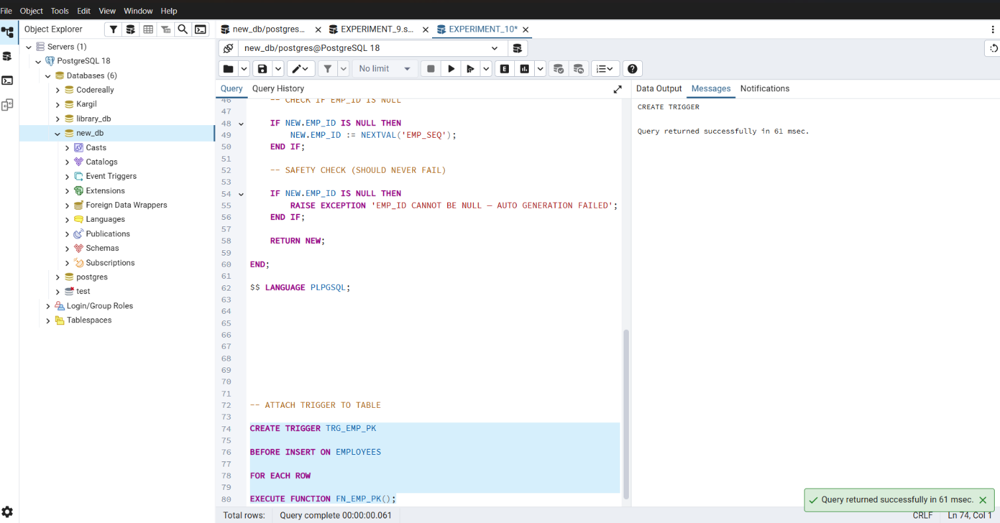 File Object Tools Edit View Window Help
Object Explorer
Servers (1)
PostgreSQL 18
Databases (6)
Codereally
Kargil
library_db
new_db
Casts
Catalogs
Event Triggers
Extensions
Foreign Data Wrappers
Languages
Publications
Schemas
Subscriptions
postgres
test
Login/Group Roles
Tablespaces
new_db/postgres... EXPERIMENT_9.s... EXPERIMENT_10*
new_db/postgres@PostgreSQL 18
No limit E
Query Query History
46 -- CHECK IF EMP_ID IS NULL
47
48 IF NEW.EMP_ID IS NULL THEN
49 NEW.EMP_ID := NEXTVAL('EMP_SEQ');
50 END IF;
51
52 -- SAFETY CHECK (SHOULD NEVER FAIL)
53
54 IF NEW.EMP_ID IS NULL THEN
55 RAISE EXCEPTION 'EMP_ID CANNOT BE NULL – AUTO GENERATION FAILED';
56 END IF;
57
58 RETURN NEW;
59
60 END;
61
62 $$ LANGUAGE PLPGSQL;
63
64
65
66
67
68
69
70
71
72 -- ATTACH TRIGGER TO TABLE
73
74 CREATE TRIGGER TRG_EMP_PK
75
76 BEFORE INSERT ON EMPLOYEES
77
78 FOR EACH ROW
79
80 EXECUTE FUNCTION FN_EMP_PK();
Data Output Messages Notifications
CREATE TRIGGER
Query returned successfully in 61 msec.
Query returned successfully in 61 msec.
Total rows: Query complete 00:00:00.061 CRLF Ln 74, Col 1